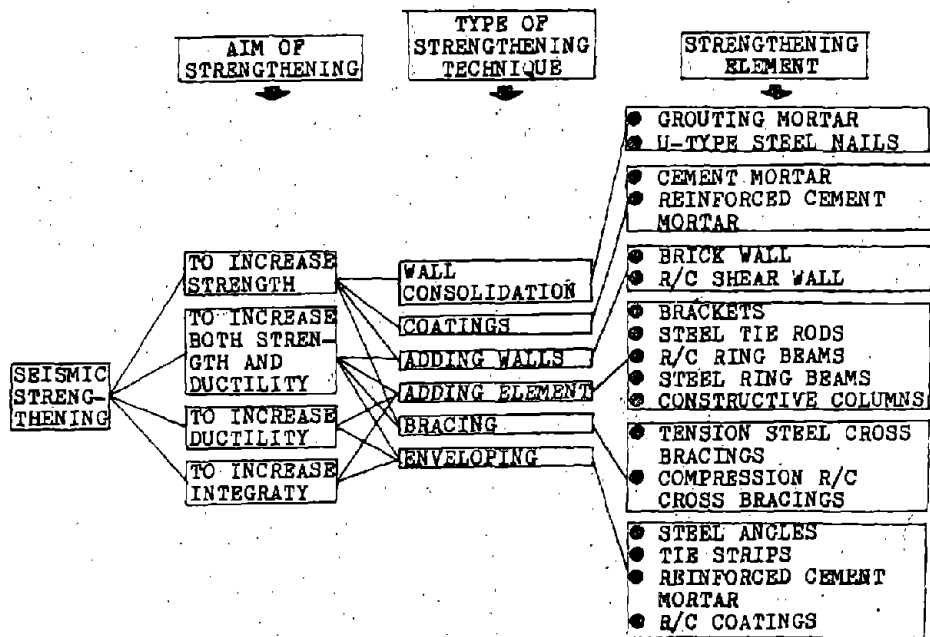 AIM OF
STRENGTHENING
TYPE OF
STRENGTHENING
TECHNIQUE
STRENGTHENING
ELEMENT
SEISMIC
STRENG-
THENING
TO INCREASE
STRENGTH
TO INCREASE
BOTH STREN-
GTH AND
DUCTILITY
TO INCREASE
DUCTILITY
TO INCREASE
INTEGRATY
WALL
CONSOLIDATION
COATINGS
ADDING WALLS
ADDING ELEMENT
BRACING
ENVELOPING
● GROUTING MORTAR
● U-TYPE STEEL NAILS
● CEMENT MORTAR
● REINFORCED CEMENT
MORTAR
● BRICK WALL
● R/C SHEAR WALL
● BRACKETS
● STEEL TIE RODS
● R/C RING BEAMS
● STEEL RING BEAMS
● CONSTRUCTIVE COLUMNS
● TENSION STEEL CROSS
BRACINGS
● COMPRESSION R/C
CROSS BRACINGS
● STEEL ANGLES
● TIE STRIPS
● REINFORCED CEMENT
MORTAR
● R/C COATINGS